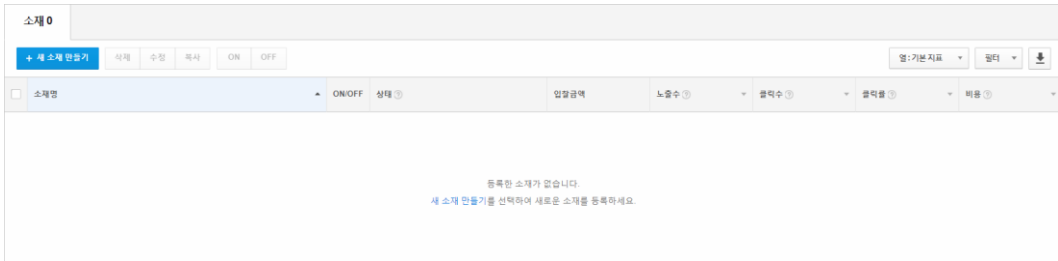 소재 0
+ 새 소재 만들기 삭제 수정 복사 ON OFF 열:기본 지표 필터
소재명 ON/OFF 상태 입찰금액 노출수 클릭수 클릭률 비용
등록한 소재가 없습니다.
새 소재 만들기를 선택하여 새로운 소재를 등록하세요.